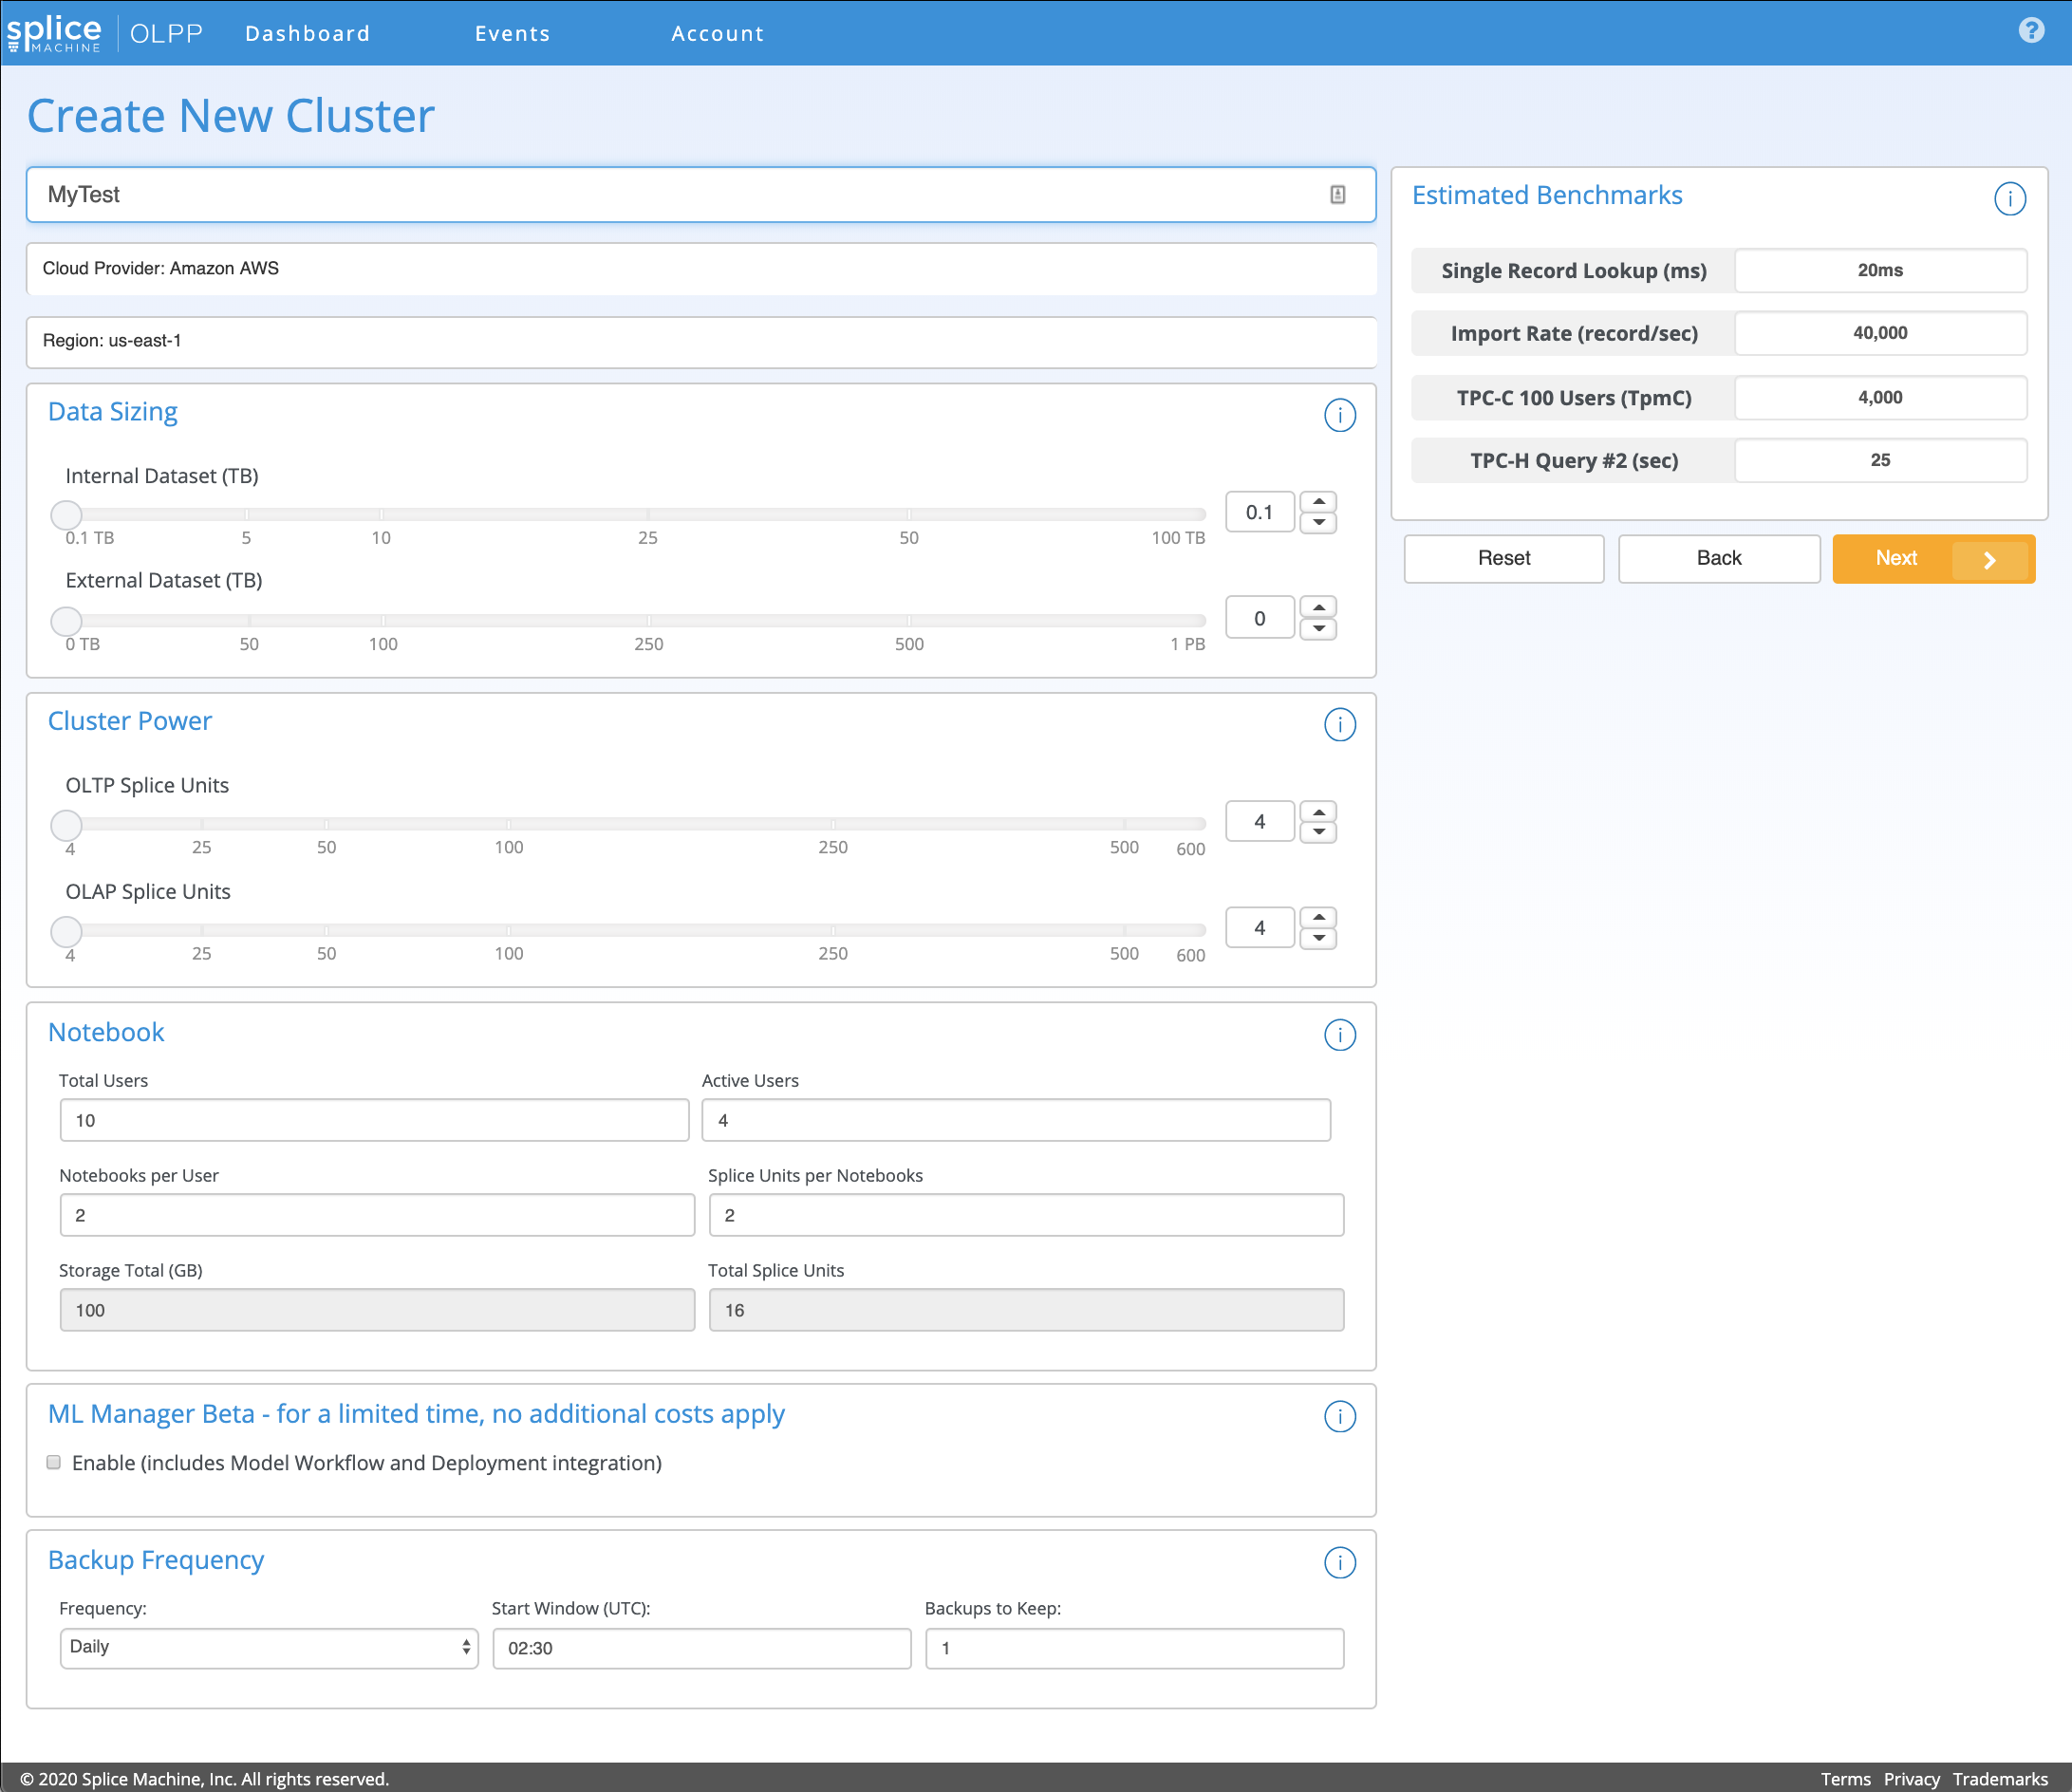 splice MACHINE OLPP Dashboard Events Account ?
Create New Cluster
MyTest
Cloud Provider: Amazon AWS
Region: us-east-1
Data Sizing i
Internal Dataset (TB)
0.1
0.1 TB 5 10 25 50 100 TB
External Dataset (TB)
0
0 TB 50 100 250 500 1 PB
Cluster Power i
OLTP Splice Units
4
4 25 50 100 250 500 600
OLAP Splice Units
4
4 25 50 100 250 500 600
Notebook i
Total Users Active Users
10 4
Notebooks per User Splice Units per Notebooks
2 2
Storage Total (GB) Total Splice Units
100 16
ML Manager Beta - for a limited time, no additional costs apply i
Enable (includes Model Workflow and Deployment integration)
Backup Frequency i
Frequency: Start Window (UTC): Backups to Keep:
Daily 02:30 1
Estimated Benchmarks i
Single Record Lookup (ms) 20ms
Import Rate (record/sec) 40,000
TPC-C 100 Users (TpmC) 4,000
TPC-H Query #2 (sec) 25
Reset Back Next
© 2020 Splice Machine, Inc. All rights reserved. Terms Privacy Trademarks